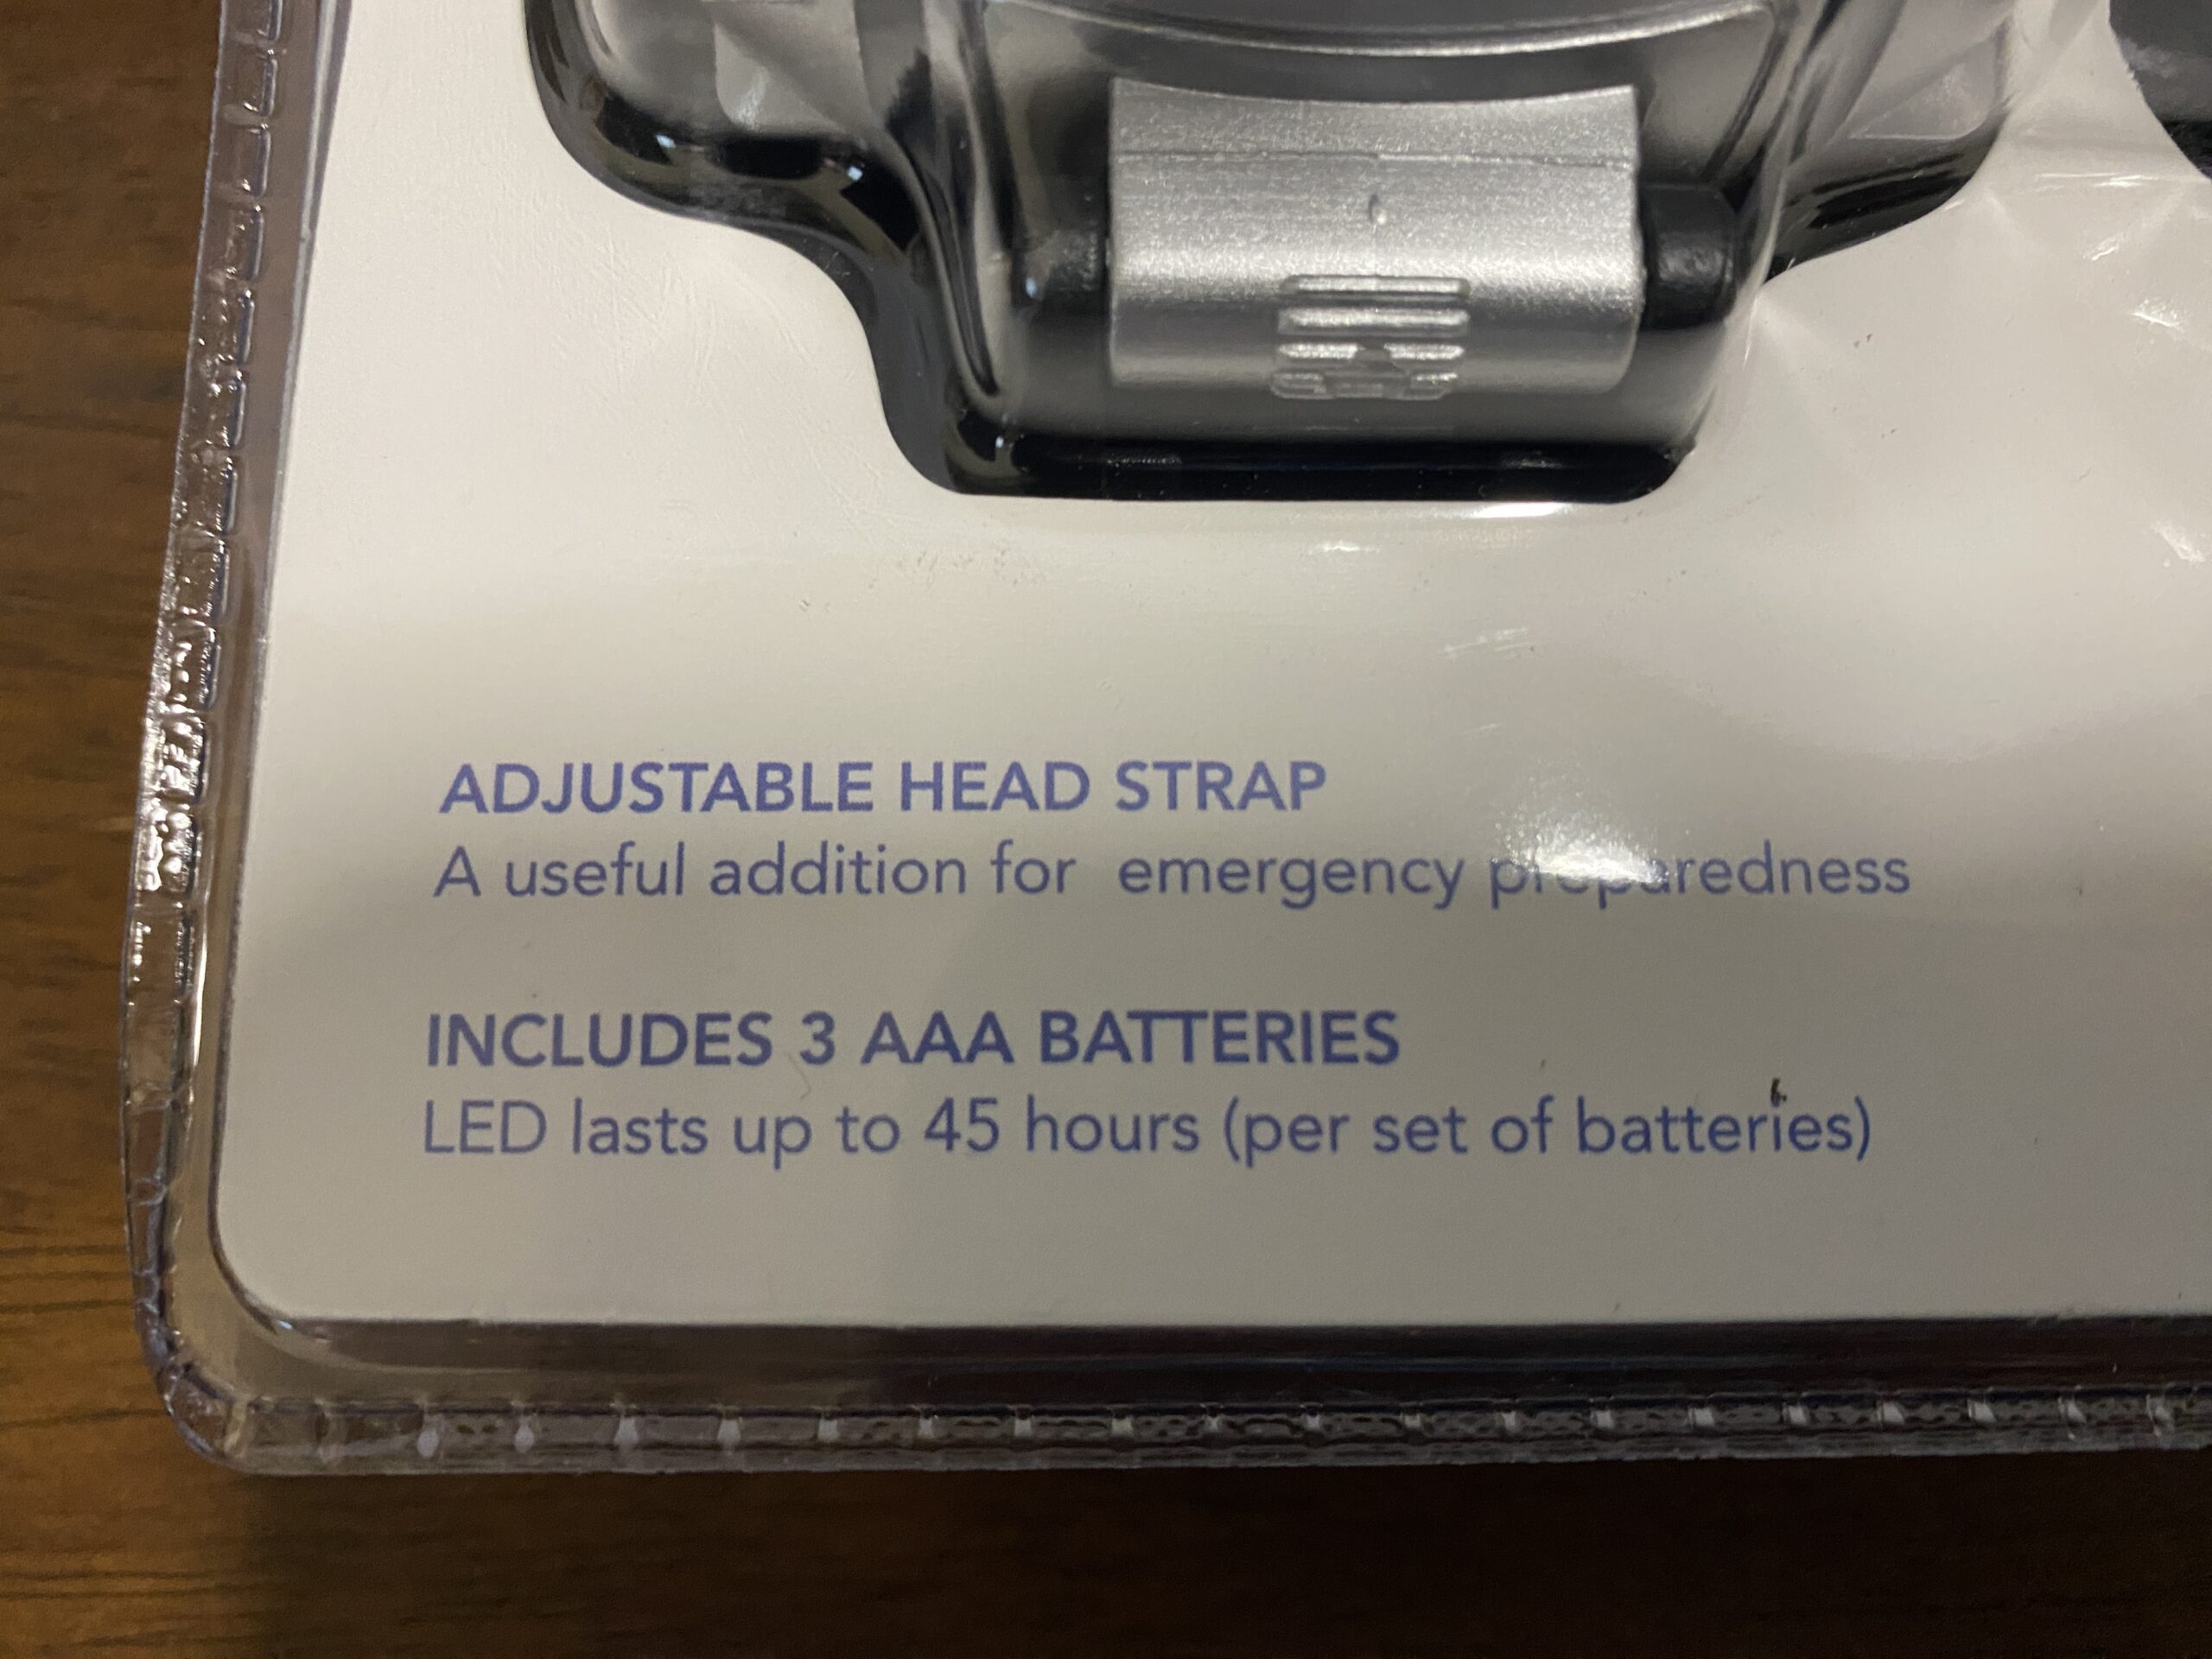 ADJUSTABLE HEAD STRAP
A useful addition for emergency preparedness
INCLUDES 3 AAA BATTERIES
LED lasts up to 45 hours (per set of batteries)